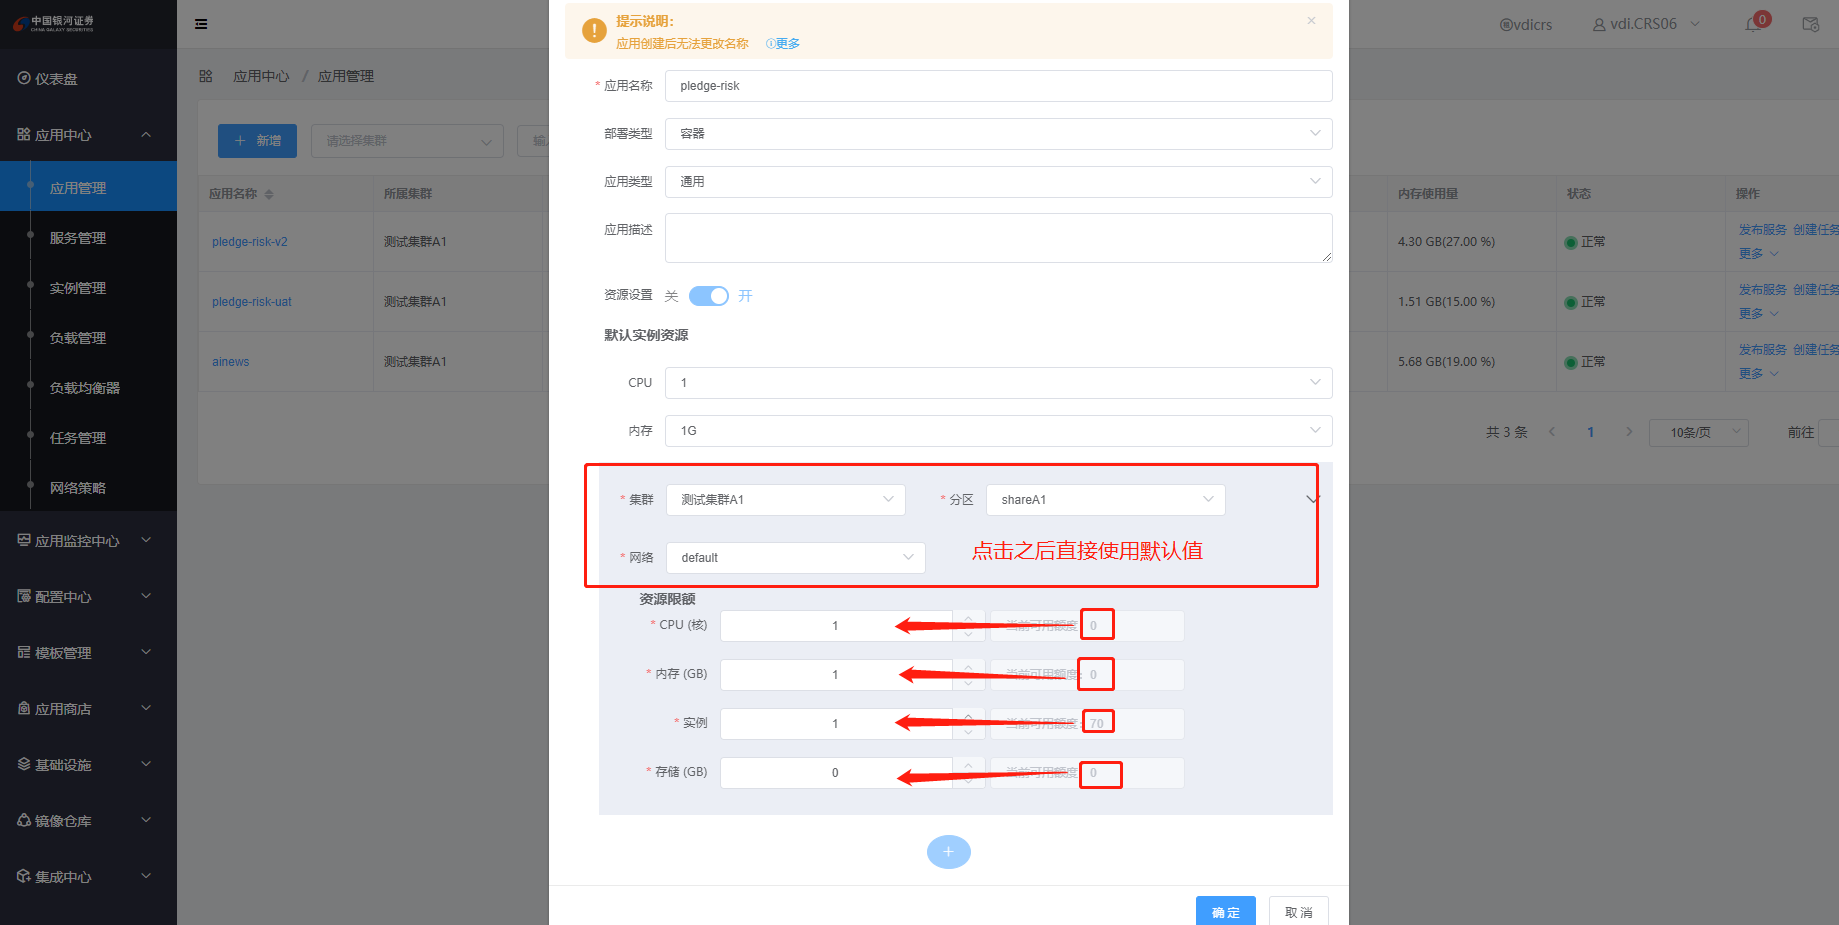 中国银河证券
CHINA GALAXY SECURITIES
仪表盘
应用中心
应用管理
服务管理
实例管理
负载管理
负载均衡器
任务管理
网络策略
应用监控中心
配置中心
模板管理
应用商店
基础设施
镜像仓库
集成中心
vdicrs
vdi.CRS06
0
应用中心 / 应用管理
新增
请选择集群
输
应用名称 所属集群
pledge-risk-v2 测试集群A1
pledge-risk-uat 测试集群A1
ainews 测试集群A1
内存使用量 状态 操作
4.30 GB(27.00 %) 正常 发布服务 创建任务
更多
1.51 GB(15.00 %) 正常 发布服务 创建任务
更多
5.68 GB(19.00 %) 正常 发布服务 创建任务
更多
共 3 条 1 10条/页 前往
提示说明:
应用创建后无法更改名称 更多
* 应用名称 pledge-risk
部署类型 容器
应用类型 通用
应用描述
资源设置 关 开
默认实例资源
CPU 1
内存 1G
* 集群 测试集群A1 * 分区 shareA1
* 网络 default
点击之后直接使用默认值
资源限额
* CPU (核) 1 当前可用额度: 0
* 内存 (GB) 1 当前可用额度: 0
* 实例 1 当前可用额度: 70
* 存储 (GB) 0 当前可用额度: 0
确定 取消